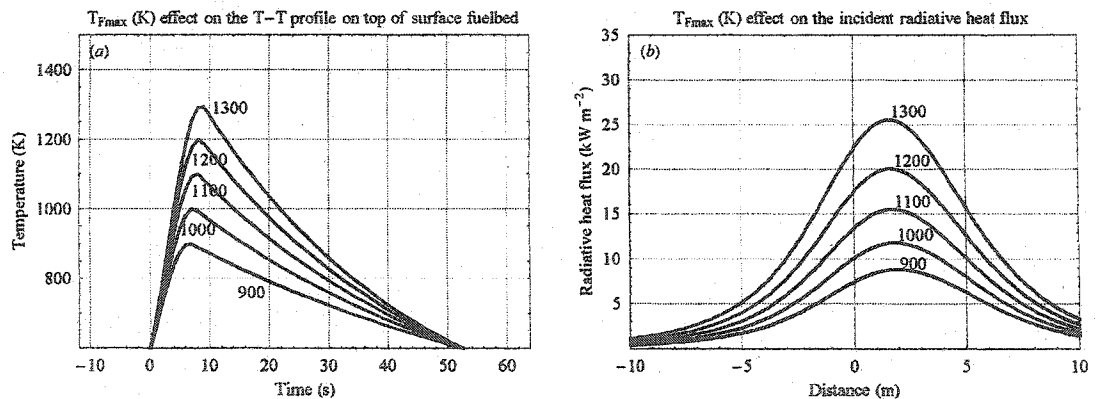 T_Fmax (K) effect on the T–T profile on top of surface fuelbed
(a)
1400
1200
1000
800
Temperature (K)
1300
1200
1100
1000
900
−10 0 10 20 30 40 50 60
Time (s)
T_Fmax (K) effect on the incident radiative heat flux
(b)
35
30
25
20
15
10
5
Radiative heat flux (kW m−2)
1300
1200
1100
1000
900
−10 −5 0 5 10
Distance (m)